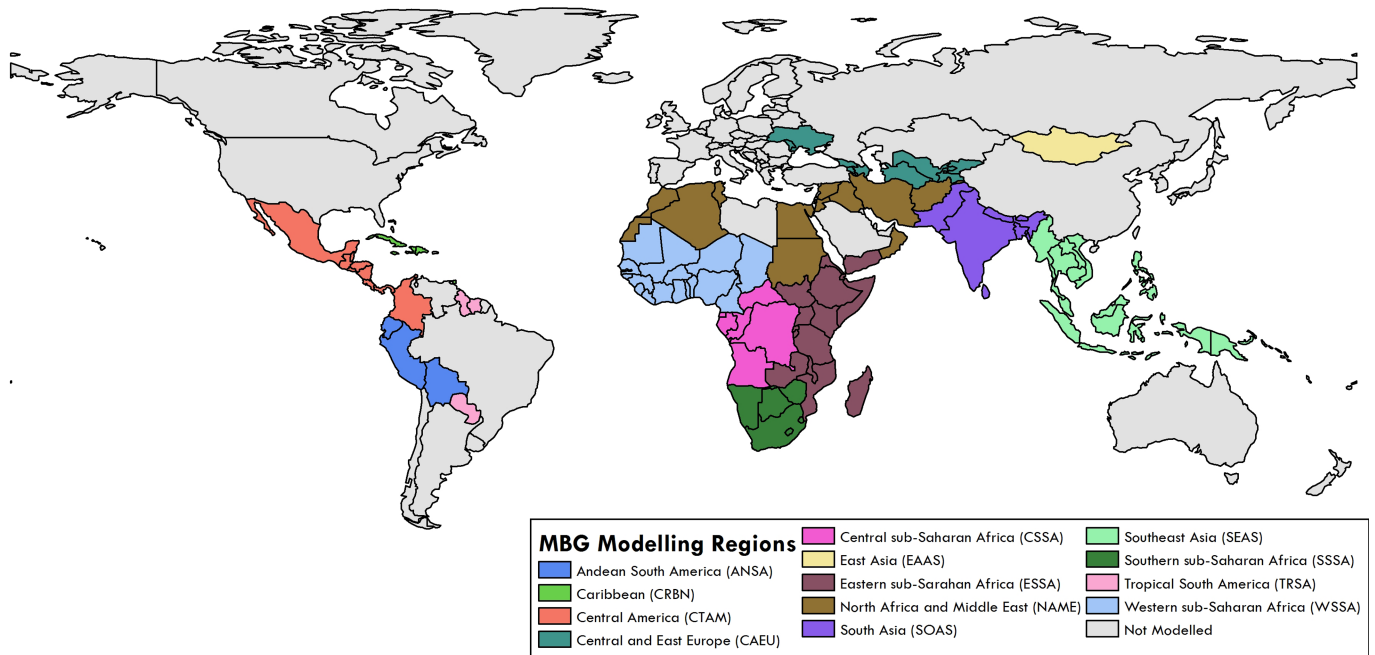 MBG Modelling Regions
Andean South America (ANSA)
Caribbean (CRBN)
Central America (CTAM)
Central and East Europe (CAEU)
Central sub-Saharan Africa (CSSA)
East Asia (EAAS)
Eastern sub-Sarahan Africa (ESSA)
North Africa and Middle East (NAME)
South Asia (SOAS)
Southeast Asia (SEAS)
Southern sub-Saharan Africa (SSSA)
Tropical South America (TRSA)
Western sub-Saharan Africa (WSSA)
Not Modelled